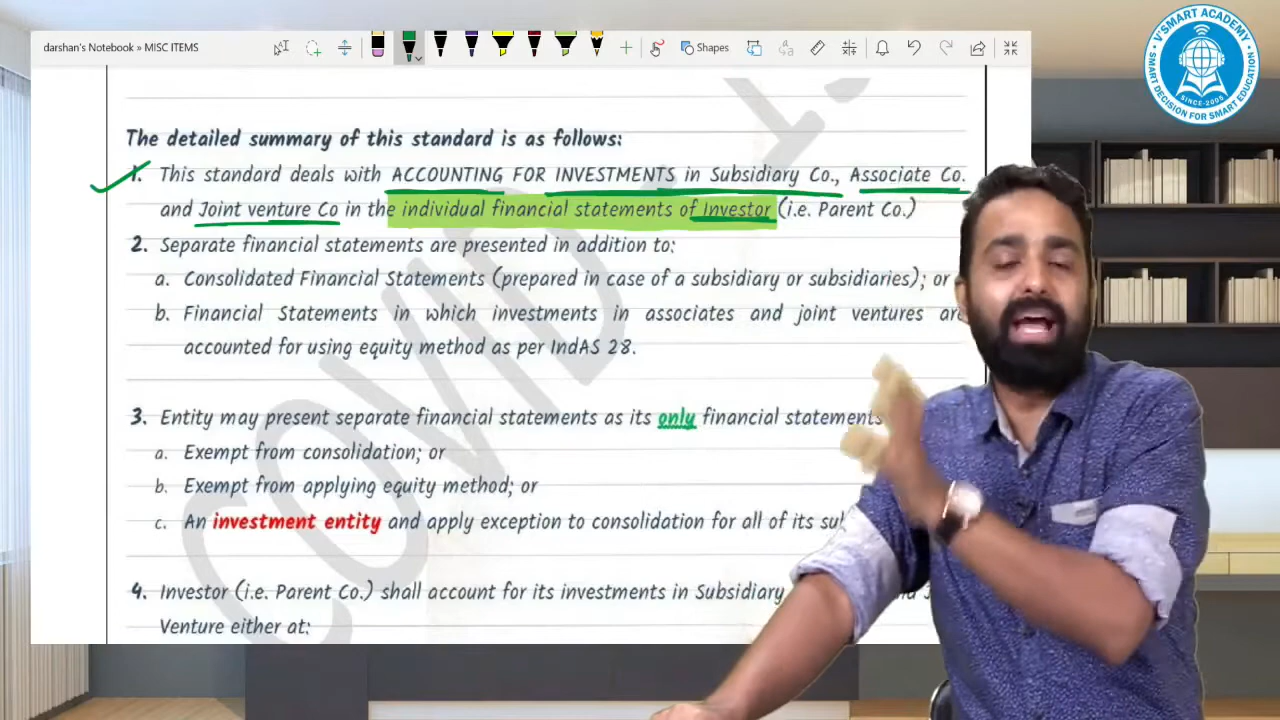 darshan's Notebook » MISC ITEMS
Shapes
V'SMART ACADEMY
SMART DECISION FOR SMART EDUCATION
SINCE-2005
The detailed summary of this standard is as follows:
1. This standard deals with ACCOUNTING FOR INVESTMENTS in Subsidiary Co., Associate Co.
and Joint venture Co in the individual financial statements of Investor (i.e. Parent Co.)
2. Separate financial statements are presented in addition to:
a. Consolidated Financial Statements (prepared in case of a subsidiary or subsidiaries); or
b. Financial Statements in which investments in associates and joint ventures are
accounted for using equity method as per IndAS 28.
3. Entity may present separate financial statements as its only financial statements
a. Exempt from consolidation; or
b. Exempt from applying equity method; or
c. An investment entity and apply exception to consolidation for all of its
4. Investor (i.e. Parent Co.) shall account for its investments in Subsidiary
Venture either at:
COVID